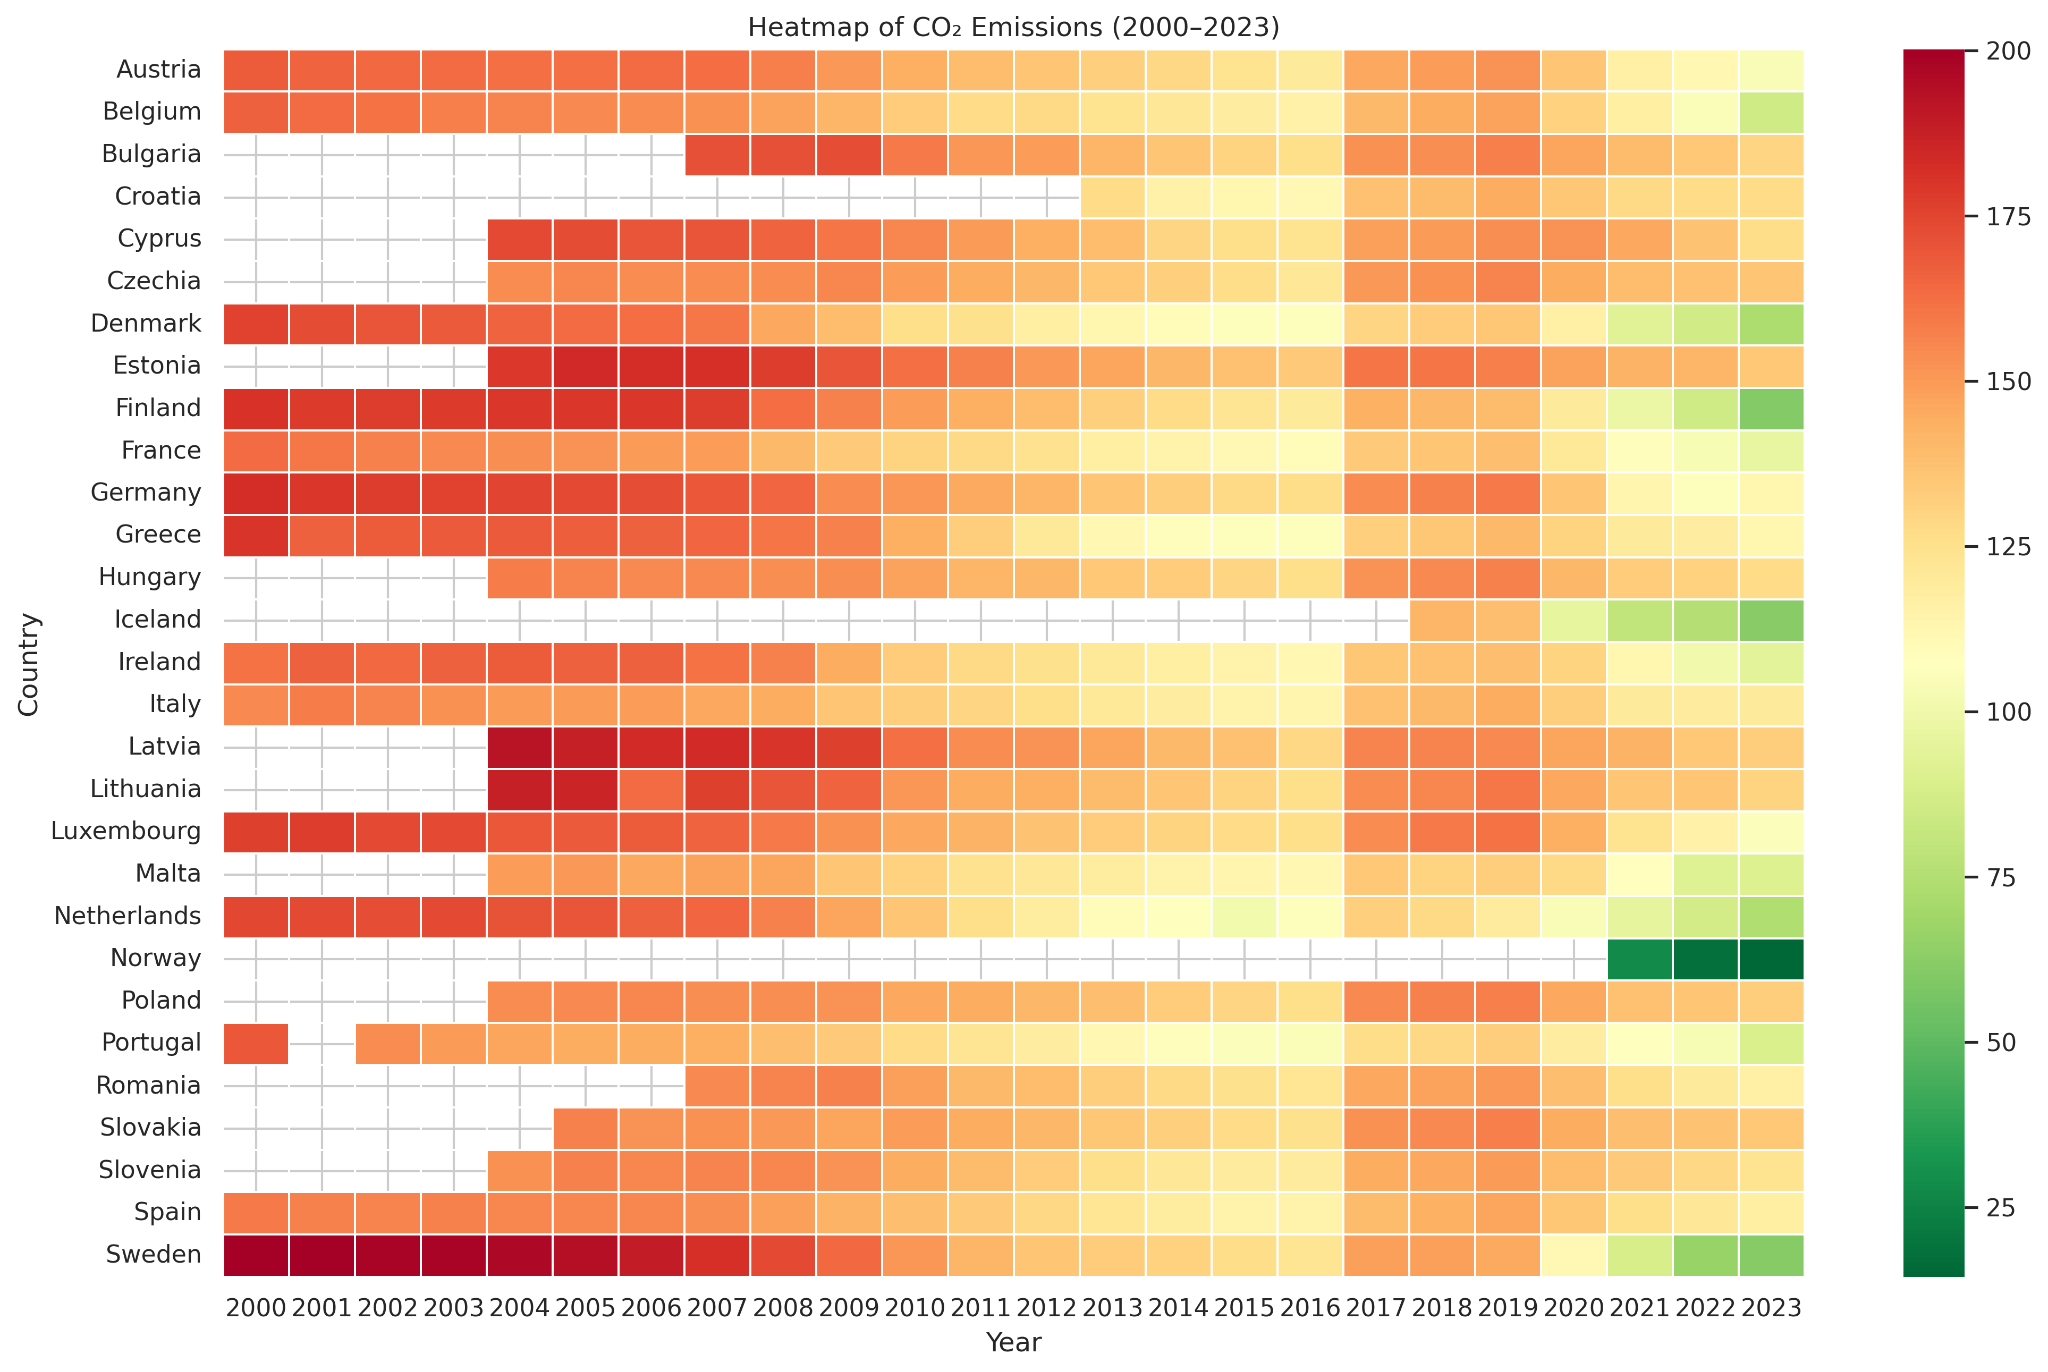 Heatmap of CO₂ Emissions (2000–2023)
Country
Austria
Belgium
Bulgaria
Croatia
Cyprus
Czechia
Denmark
Estonia
Finland
France
Germany
Greece
Hungary
Iceland
Ireland
Italy
Latvia
Lithuania
Luxembourg
Malta
Netherlands
Norway
Poland
Portugal
Romania
Slovakia
Slovenia
Spain
Sweden
2000 2001 2002 2003 2004 2005 2006 2007 2008 2009 2010 2011 2012 2013 2014 2015 2016 2017 2018 2019 2020 2021 2022 2023
Year
200
175
150
125
100
75
50
25